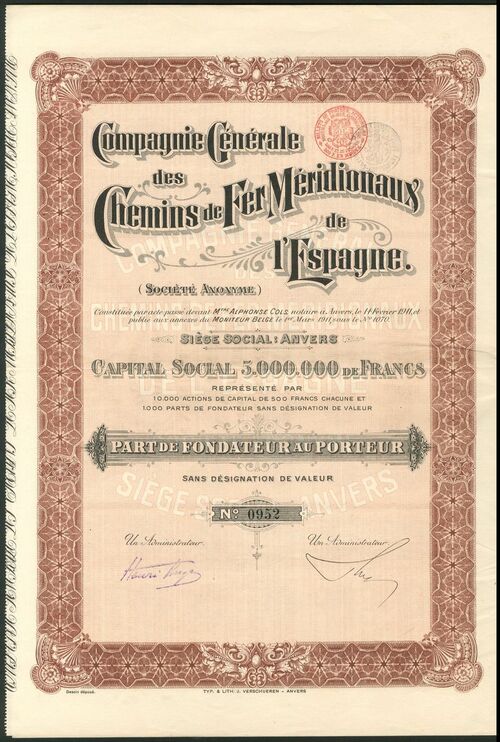 Compagnie Générale
des
Chemins de Fer Méridionaux
de
l'Espagne.
(SOCIÉTÉ ANONYME)
Constituée par acte passé devant Mtre ALPHONSE COLS, notaire à Anvers, le 11 Février 1911, et
publié aux annexes du MONITEUR BELGE le 1er Mars 1911, sous le No 1070.
SIÈGE SOCIAL : ANVERS
CAPITAL SOCIAL 5.000.000 DE FRANCS
REPRÉSENTÉ PAR
10.000 ACTIONS DE CAPITAL DE 500 FRANCS CHACUNE ET
1.000 PARTS DE FONDATEUR SANS DÉSIGNATION DE VALEUR
PART DE FONDATEUR AU PORTEUR
SANS DÉSIGNATION DE VALEUR
SIÈGE SOCIAL ANVERS
No 0952
Un Administrateur. Un Administrateur.
Dessin déposé.
TYP. & LITH. J. VERSCHUEREN - ANVERS